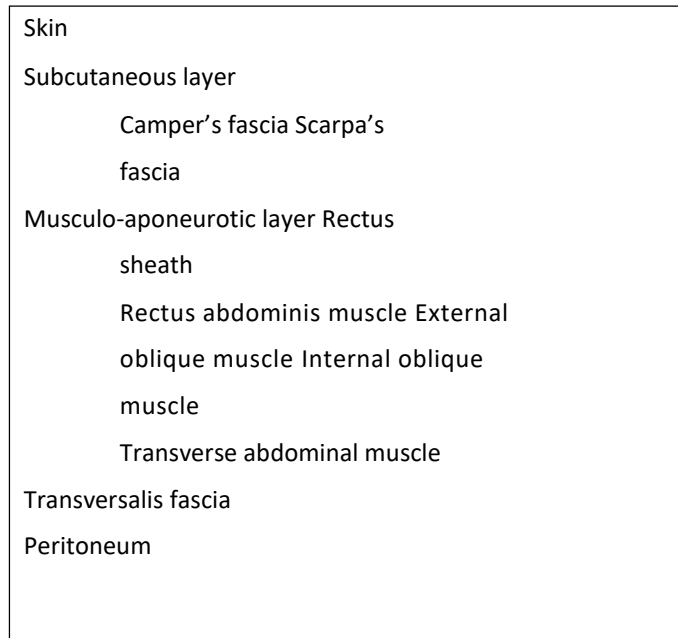 Skin
Subcutaneous layer
Camper’s fascia Scarpa’s
fascia
Musculo-aponeurotic layer Rectus
sheath
Rectus abdominis muscle External
oblique muscle Internal oblique
muscle
Transverse abdominal muscle
Transversalis fascia
Peritoneum